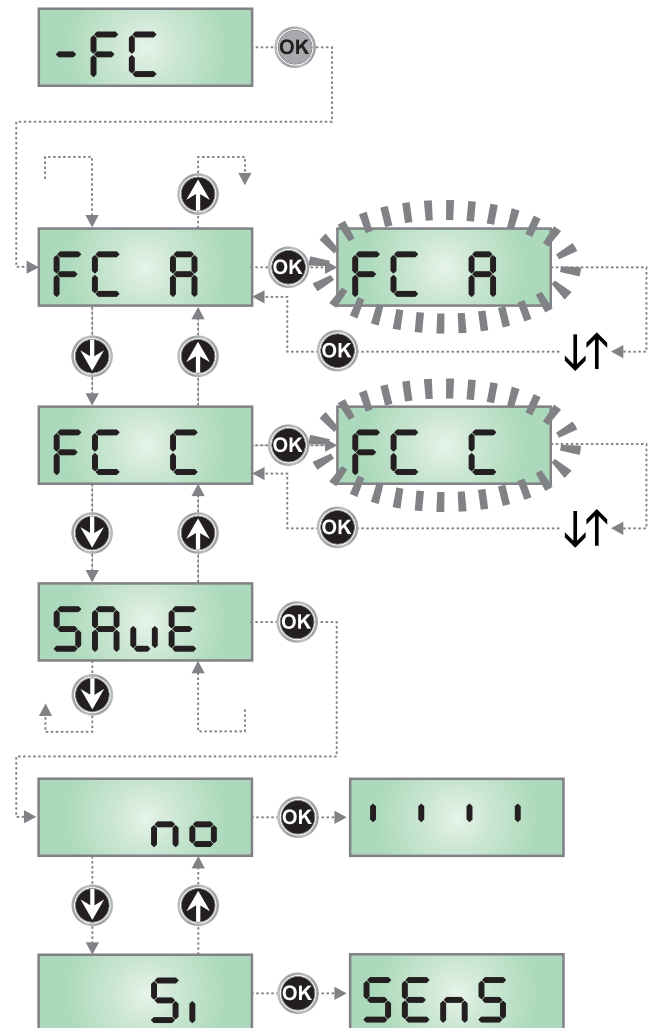 -FC OK
FC A OK FC A
OK ↓↑
FC C OK FC C
OK ↓↑
SAvE OK
no OK ı ı ı ı
Si OK SEnS